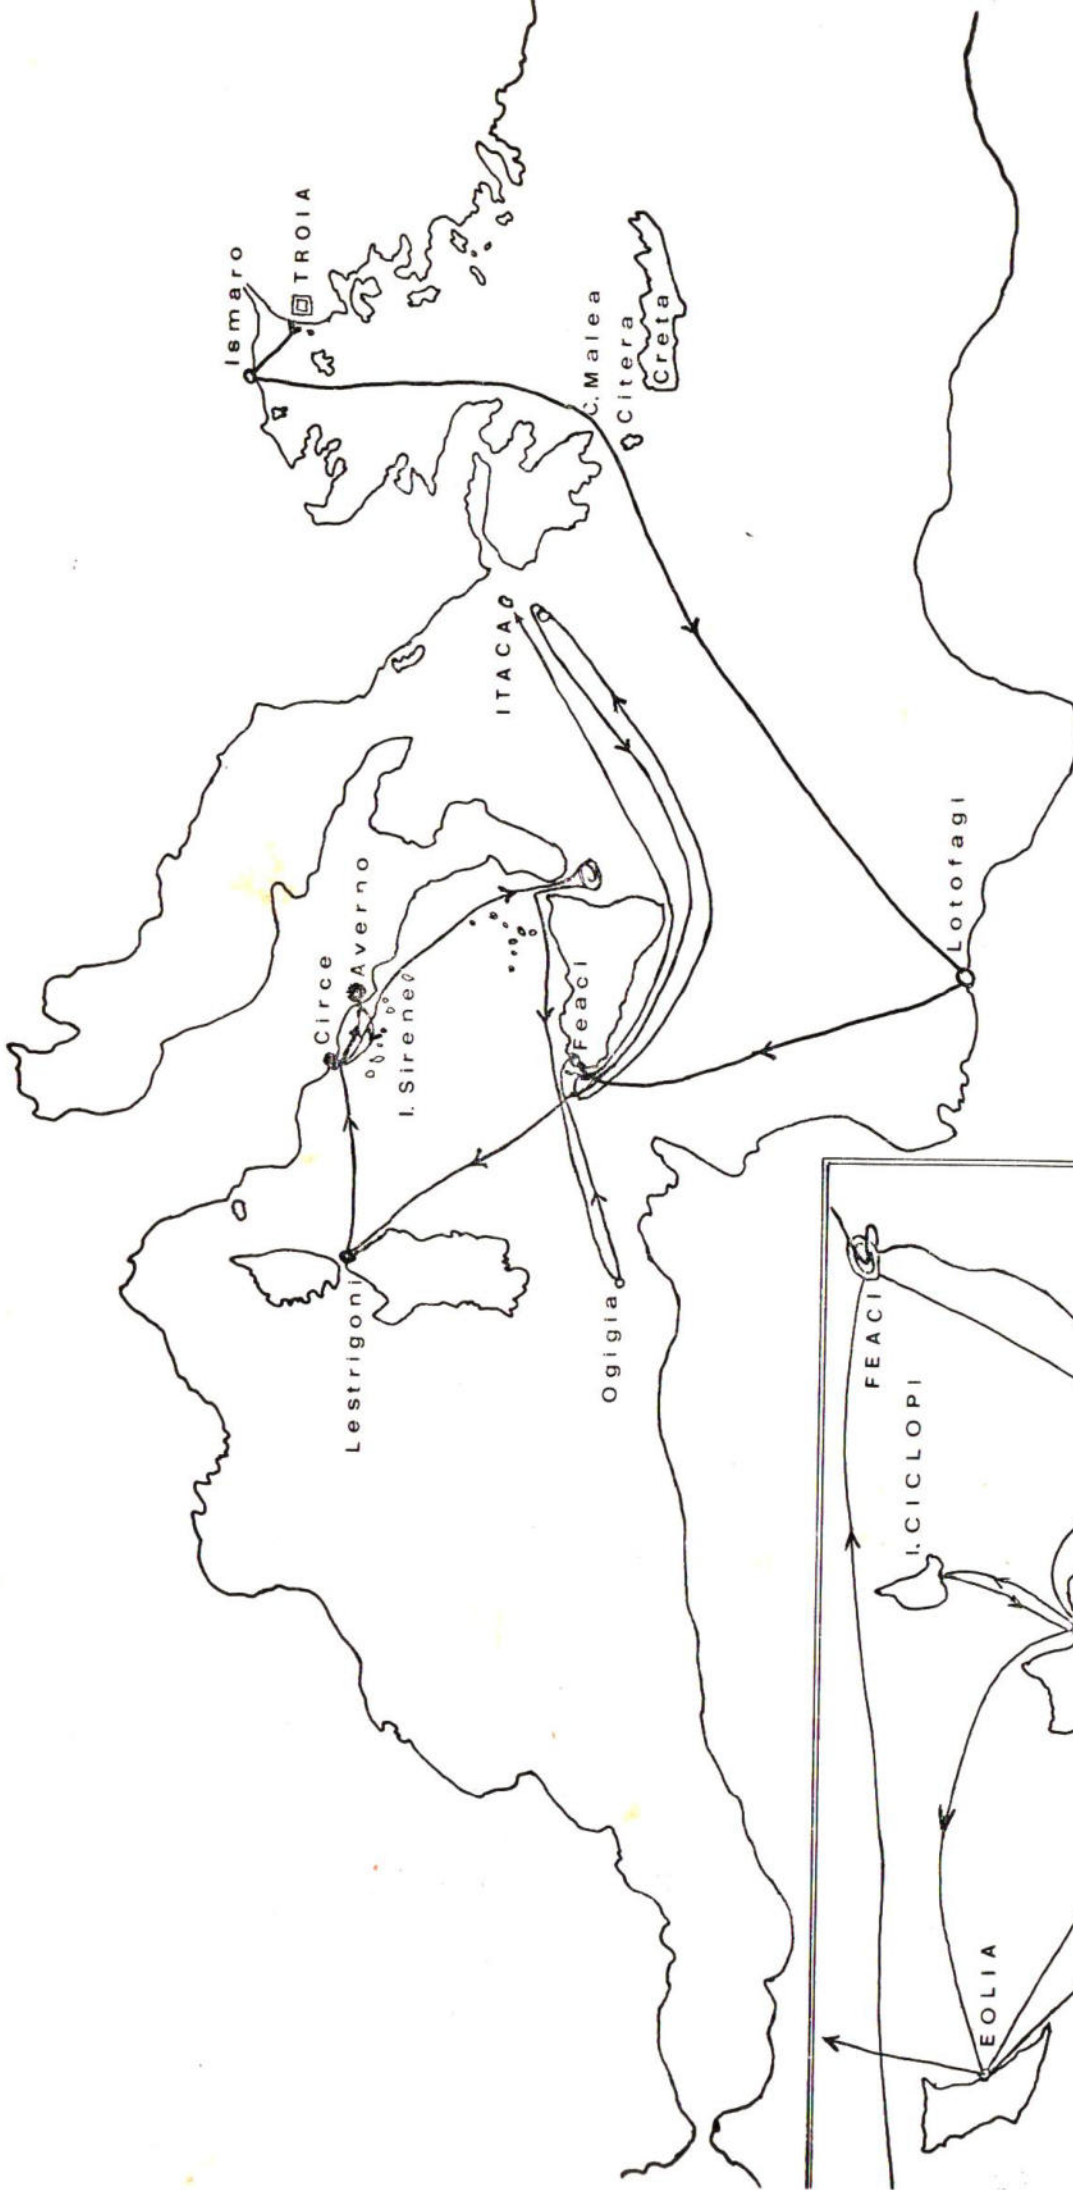 Ismaro
TROIA
C. Malea
Citera
Creta
ITACA
Circe
Averno
I. Sirene
Feaci
Lotofagi
Lestrigoni
Ogigia
FEACI
I. CICLOPI
EOLIA